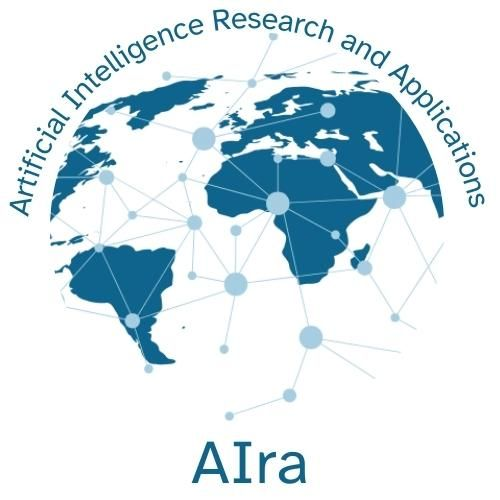 Artificial Intelligence Research and Applications
AIra